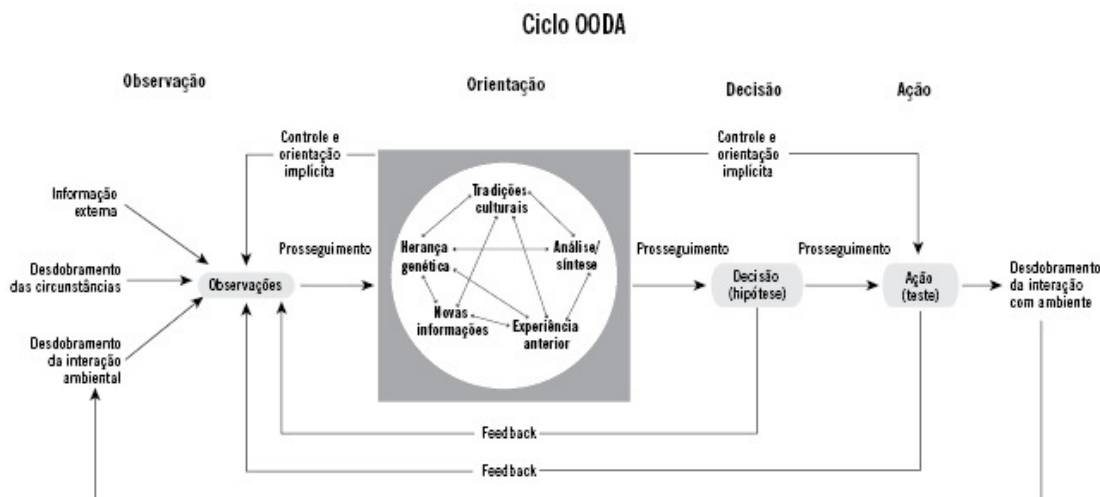 Ciclo OODA
Observação
Orientação
Decisão
Ação
Controle e
orientação
implícita
Controle e
orientação
implícita
Informação
externa
Desdobramento
das circunstâncias
Desdobramento
da interação
ambiental
Observações
Prosseguimento
Tradições
culturais
Herança
genética
Análise/
síntese
Novas
informações
Experiência
anterior
Prosseguimento
Decisão
(hipótese)
Prosseguimento
Ação
(teste)
Desdobramento
da interação
com ambiente
Feedback
Feedback